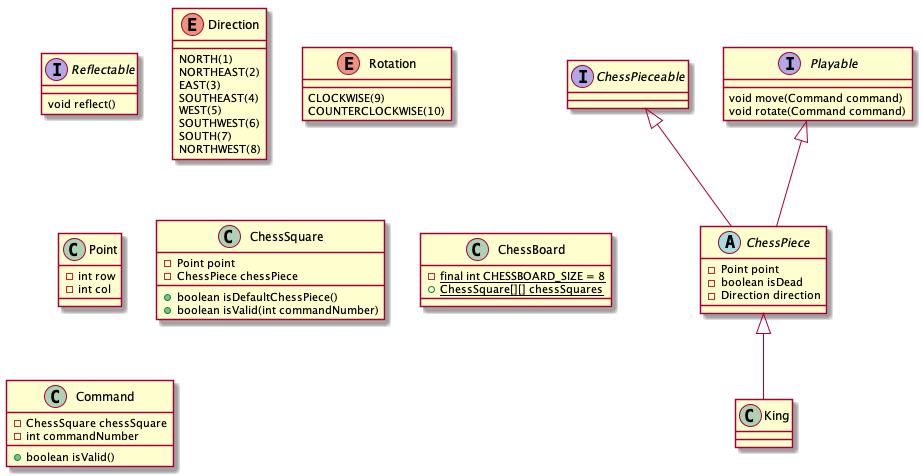 I Reflectable
void reflect()
E Direction
NORTH(1)
NORTHEAST(2)
EAST(3)
SOUTHEAST(4)
WEST(5)
SOUTHWEST(6)
SOUTH(7)
NORTHWEST(8)
E Rotation
CLOCKWISE(9)
COUNTERCLOCKWISE(10)
I ChessPieceable
I Playable
void move(Command command)
void rotate(Command command)
C Point
int row
int col
C ChessSquare
Point point
ChessPiece chessPiece
boolean isDefaultChessPiece()
boolean isValid(int commandNumber)
C ChessBoard
final int CHESSBOARD_SIZE = 8
ChessSquare[][] chessSquares
A ChessPiece
Point point
boolean isDead
Direction direction
C Command
ChessSquare chessSquare
int commandNumber
boolean isValid()
C King